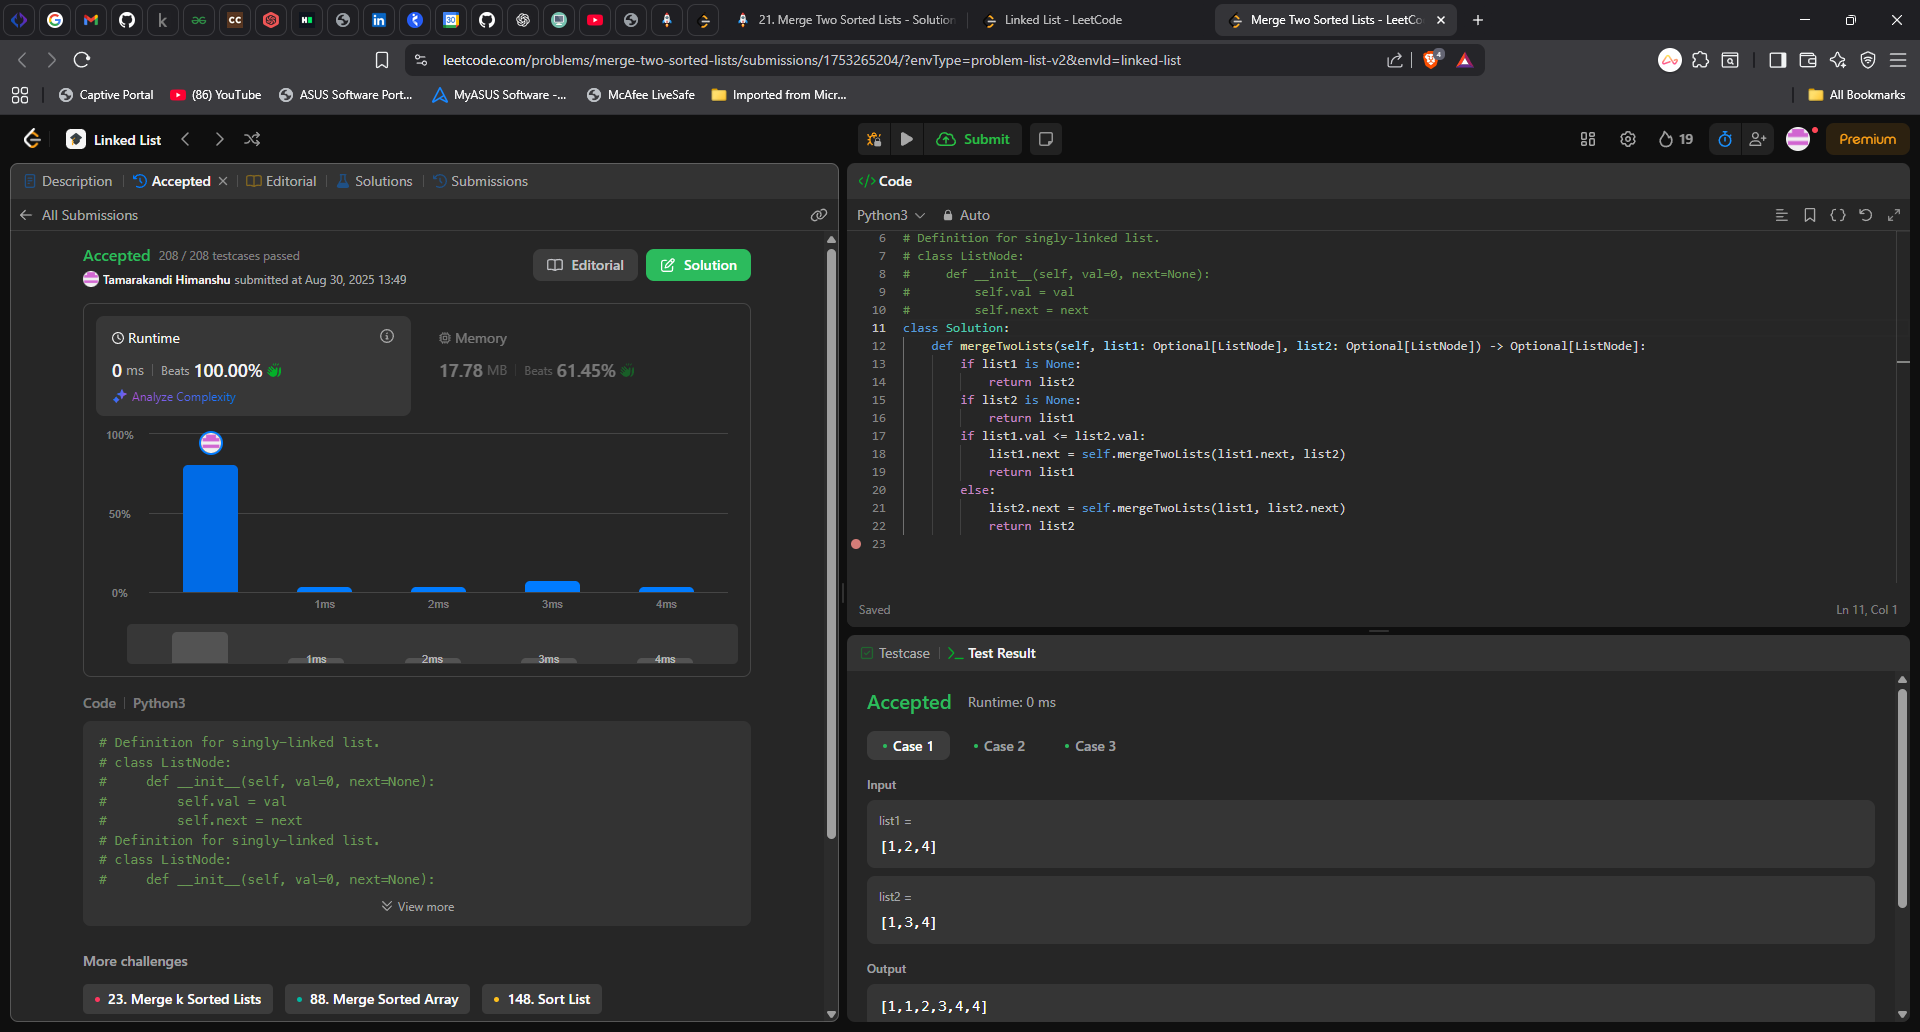 21. Merge Two Sorted Lists - Solution
Linked List - LeetCode
Merge Two Sorted Lists - LeetCo
leetcode.com/problems/merge-two-sorted-lists/submissions/1753265204/?envType=problem-list-v2&envId=linked-list
4
Captive Portal
(86) YouTube
ASUS Software Port...
MyASUS Software -...
McAfee LiveSafe
Imported from Micr...
All Bookmarks
Linked List
Submit
19
Premium
Description
Accepted
Editorial
Solutions
Submissions
All Submissions
Accepted 208 / 208 testcases passed
Tamarakandi Himanshu submitted at Aug 30, 2025 13:49
Editorial
Solution
Runtime
0 ms | Beats 100.00%
Analyze Complexity
Memory
17.78 MB | Beats 61.45%
100%
50%
0%
1ms 2ms 3ms 4ms
1ms 2ms 3ms 4ms
Code | Python3
# Definition for singly-linked list.
# class ListNode:
#     def __init__(self, val=0, next=None):
#         self.val = val
#         self.next = next
# Definition for singly-linked list.
# class ListNode:
#     def __init__(self, val=0, next=None):
View more
More challenges
23. Merge k Sorted Lists
88. Merge Sorted Array
148. Sort List
</> Code
Python3
Auto
6 # Definition for singly-linked list.
7 # class ListNode:
8 #     def __init__(self, val=0, next=None):
9 #         self.val = val
10 #         self.next = next
11 class Solution:
12     def mergeTwoLists(self, list1: Optional[ListNode], list2: Optional[ListNode]) -> Optional[ListNode]:
13         if list1 is None:
14             return list2
15         if list2 is None:
16             return list1
17         if list1.val <= list2.val:
18             list1.next = self.mergeTwoLists(list1.next, list2)
19             return list1
20         else:
21             list2.next = self.mergeTwoLists(list1, list2.next)
22             return list2
23
Saved
Ln 11, Col 1
Testcase
Test Result
Accepted Runtime: 0 ms
Case 1
Case 2
Case 3
Input
list1 =
[1,2,4]
list2 =
[1,3,4]
Output
[1,1,2,3,4,4]